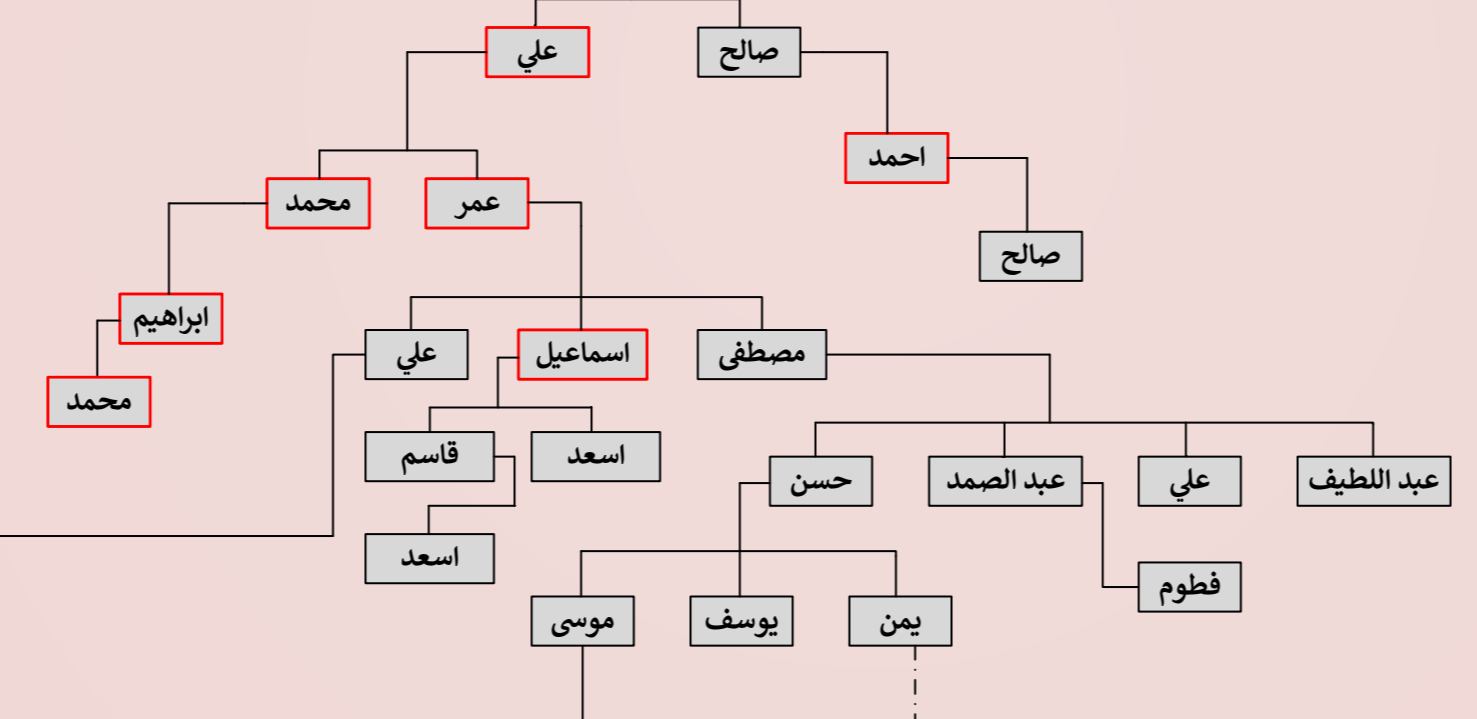 صالح
علي
احمد
عمر
محمد
صالح
ابراهيم
مصطفى
اسماعيل
علي
محمد
اسعد
قاسم
عبد اللطيف
علي
عبد الصمد
حسن
اسعد
فطوم
يمن
يوسف
موسى